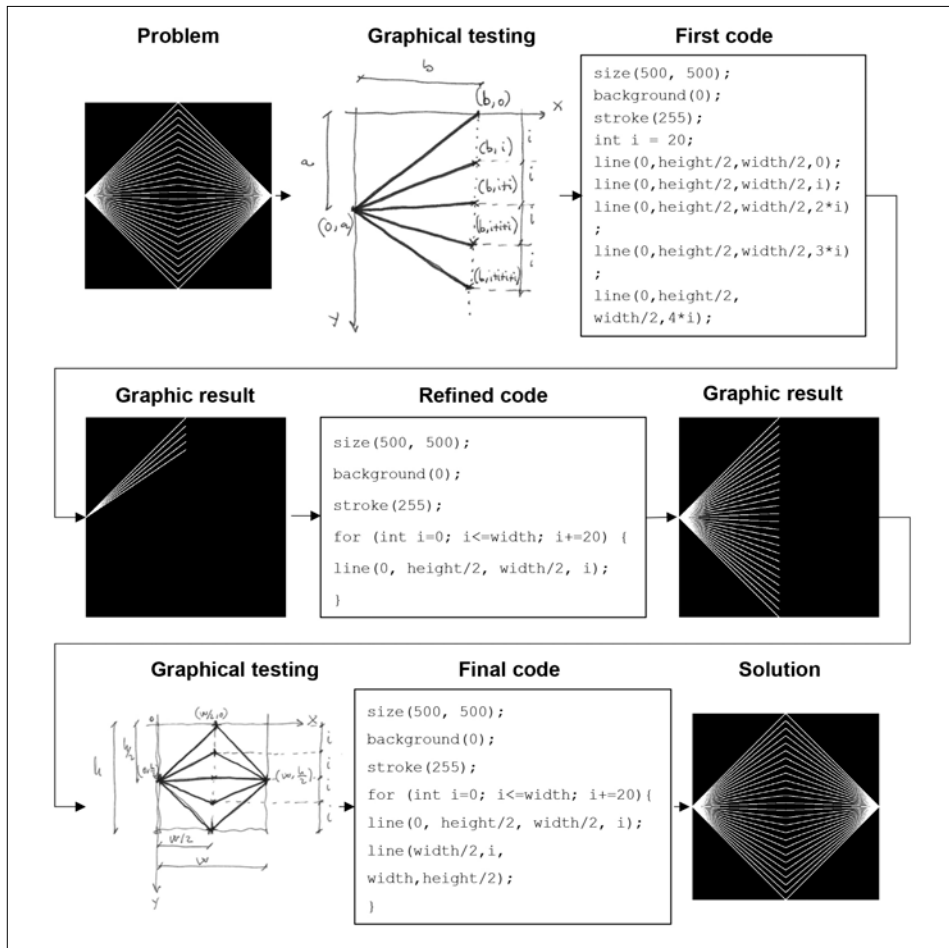 Problem
Graphical testing
First code
b
(b,0)
x
a
(b,i)
i
(b,i+i)
i
(0,a)
(b,i+i+i)
i
(b,i+i+i+i)
i
y
size(500, 500);
background(0);
stroke(255);
int i = 20;
line(0,height/2,width/2,0);
line(0,height/2,width/2,i);
line(0,height/2,width/2,2*i)
;
line(0,height/2,width/2,3*i)
;
line(0,height/2,
width/2,4*i);
Graphic result
Refined code
Graphic result
size(500, 500);
background(0);
stroke(255);
for (int i=0; i<=width; i+=20) {
line(0, height/2, width/2, i);
}
Graphical testing
Final code
Solution
0
(w/2,0)
X
h
h/2
i
i
(0,h/2)
(w,h/2)
i
i
w/2
w
Y
size(500, 500);
background(0);
stroke(255);
for (int i=0; i<=width; i+=20){
line(0, height/2, width/2, i);
line(width/2,i,
width,height/2);
}